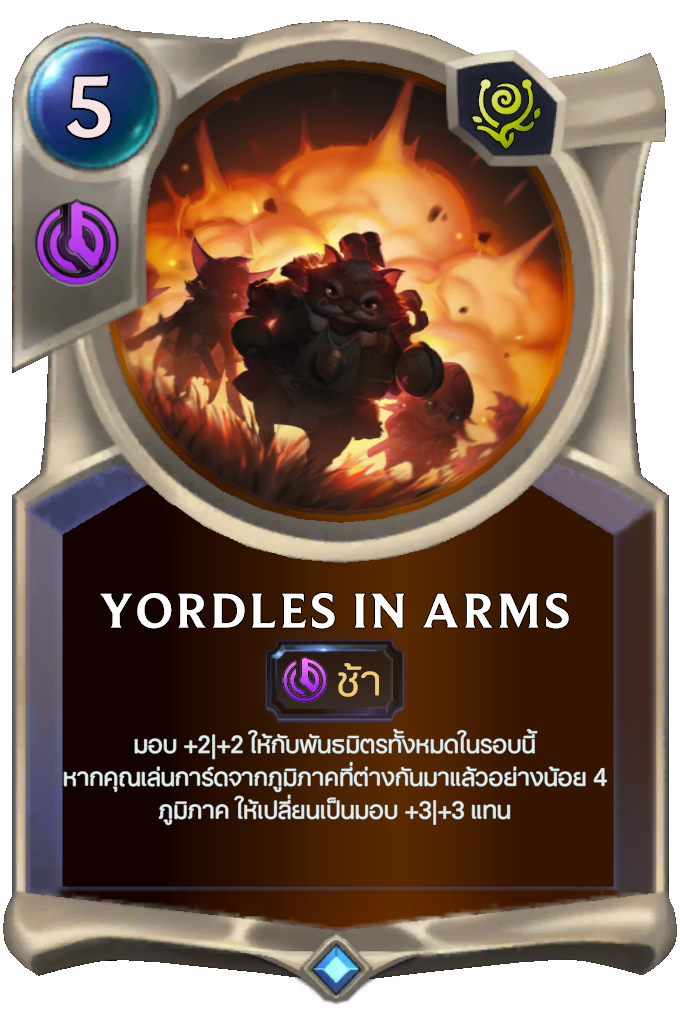 5
YORDLES IN ARMS
ช้า
มอบ +2|+2 ให้กับพันธมิตรทั้งหมดในรอบนี้
หากคุณเล่นการ์ดจากภูมิภาคที่ต่างกันมาแล้วอย่างน้อย 4
ภูมิภาค ให้เปลี่ยนเป็นมอบ +3|+3 แทน